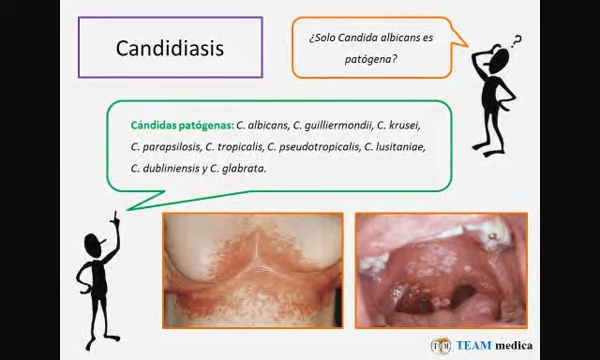 Candidiasis
¿Solo Candida albicans es
patógena?
?
Cándidas patógenas: C. albicans, C. guilliermondii, C. krusei,
C. parapsilosis, C. tropicalis, C. pseudotropicalis, C. lusitaniae,
C. dubliniensis y C. glabrata.
TEAM medica